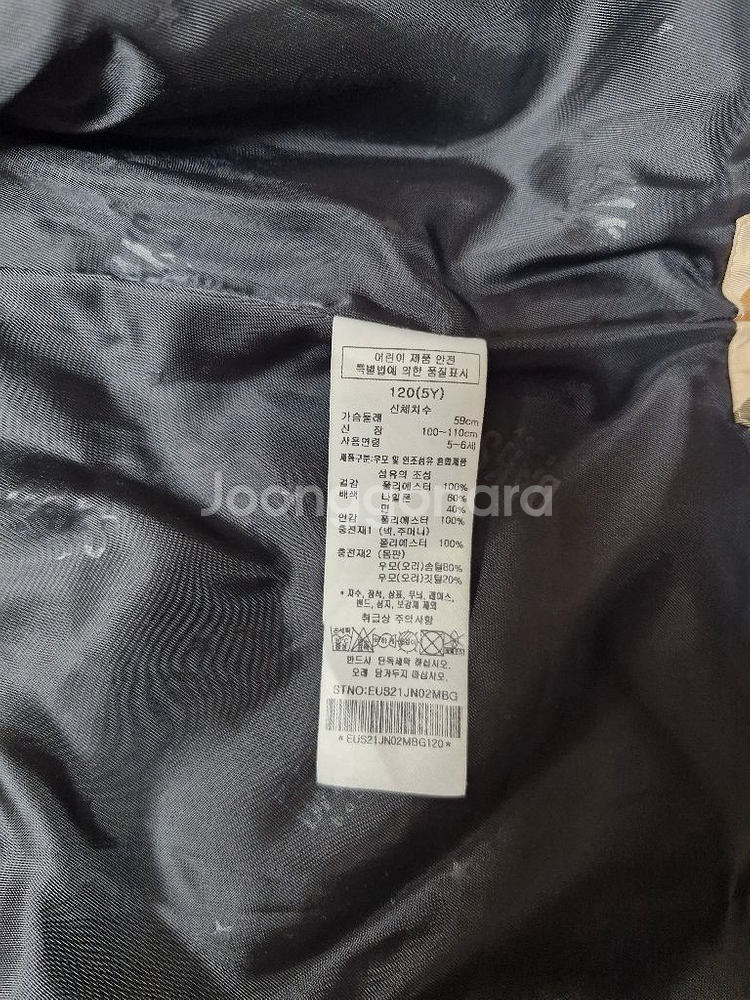 어린이 제품 안전
특별법에 의한 품질표시
120(5Y)
신체치수
가슴둘레 59cm
신 장 100~110cm
사용연령 5~6세
제품구분:우모 및 인조섬유 혼합제품
섬유의 조성
겉감 폴리에스터 100%
배색 나일론 60%
면 40%
안감 폴리에스터 100%
충전재1 (넥,주머니)
폴리에스터 100%
충전재2 (몸판)
우모(오리)솜털80%
우모(오리)깃털20%
* 자수, 장식, 상표, 무늬, 레이스,
밴드, 심지, 보강재 제외
취급상 주의사항
반드시 단독세탁 하십시오.
오래 담가두지 마십시오.
STNO:EUS21JN02MBG
*EUS21JN02MBG120*
Joonggonara